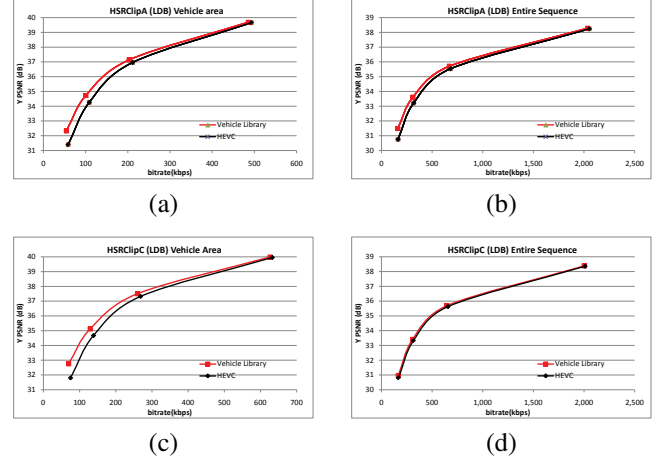 HSRClipA (LDB) Vehicle area
Y PSNR (dB)
40
39
38
37
36
35
34
33
32
31
Vehicle Library
HEVC
0 100 200 300 400 500 600
bitrate(kbps)
(a)
HSRClipA (LDB) Entire Sequence
Y PSNR (dB)
39
38
37
36
35
34
33
32
31
30
Vehicle Library
HEVC
0 500 1,000 1,500 2,000 2,500
bitrate(kbps)
(b)
HSRClipC (LDB) Vehicle Area
Y PSNR (dB)
40
39
38
37
36
35
34
33
32
31
Vehicle Library
HEVC
0 100 200 300 400 500 600 700
bitrate(kbps)
(c)
HSRClipC (LDB) Entire Sequence
Y PSNR (dB)
39
38
37
36
35
34
33
32
31
30
Vehicle Library
HEVC
0 500 1,000 1,500 2,000 2,500
bitrate(kbps)
(d)